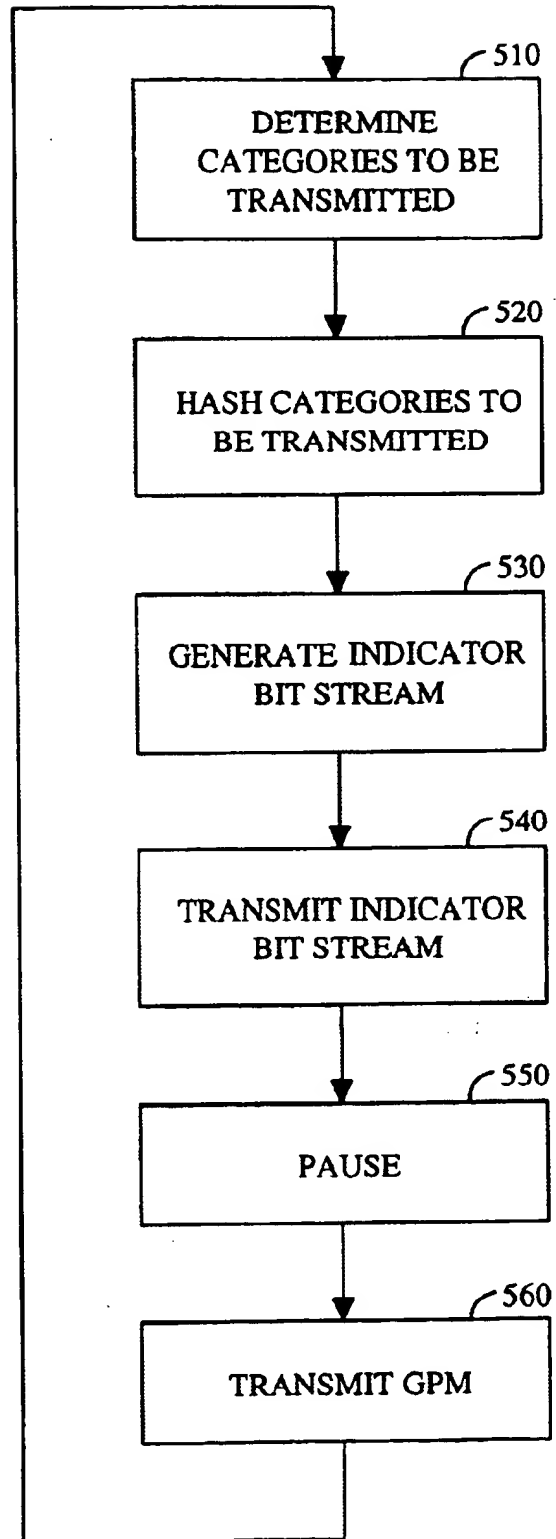 510
DETERMINE
CATEGORIES TO BE
TRANSMITTED
520
HASH CATEGORIES TO
BE TRANSMITTED
530
GENERATE INDICATOR
BIT STREAM
540
TRANSMIT INDICATOR
BIT STREAM
550
PAUSE
560
TRANSMIT GPM